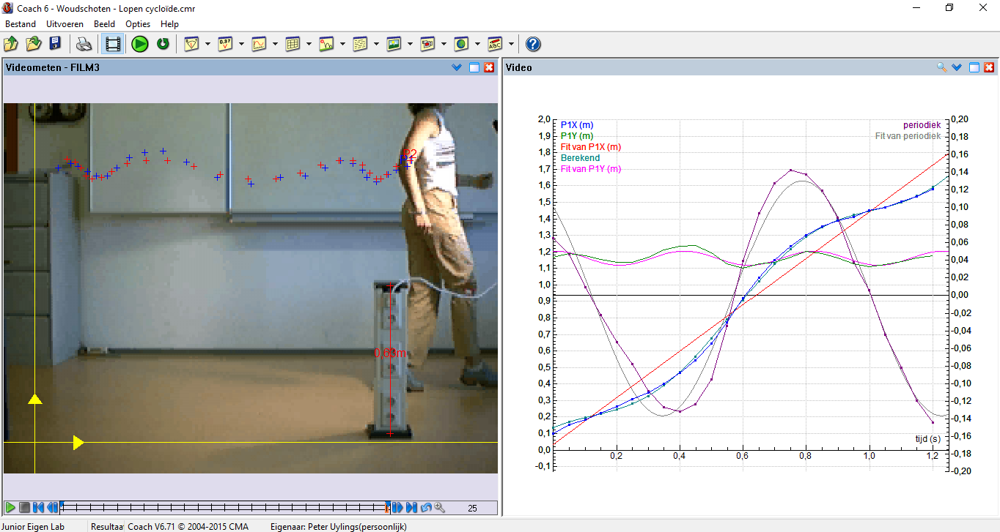 Coach 6 - Woudschoten - Lopen cycloïde.cmr
Bestand Uitvoeren Beeld Opties Help
0.37
ABC
?
Videometen - FILM3
Video
P2
P1
0.83m
25
2,0
1,9
1,8
1,7
1,6
1,5
1,4
1,3
1,2
1,1
1,0
0,9
0,8
0,7
0,6
0,5
0,4
0,3
0,2
0,1
0,0
-0,1
P1X (m)
P1Y (m)
Fit van P1X (m)
Berekend
Fit van P1Y (m)
periodiek
Fit van periodiek
0,20
0,18
0,16
0,14
0,12
0,10
0,08
0,06
0,04
0,02
0,00
-0,02
-0,04
-0,06
-0,08
-0,10
-0,12
-0,14
-0,16
-0,18
-0,20
tijd (s)
0,2 0,4 0,6 0,8 1,0 1,2
Junior Eigen Lab Resultaa Coach V6.71 © 2004-2015 CMA Eigenaar: Peter Uylings(persoonlijk)